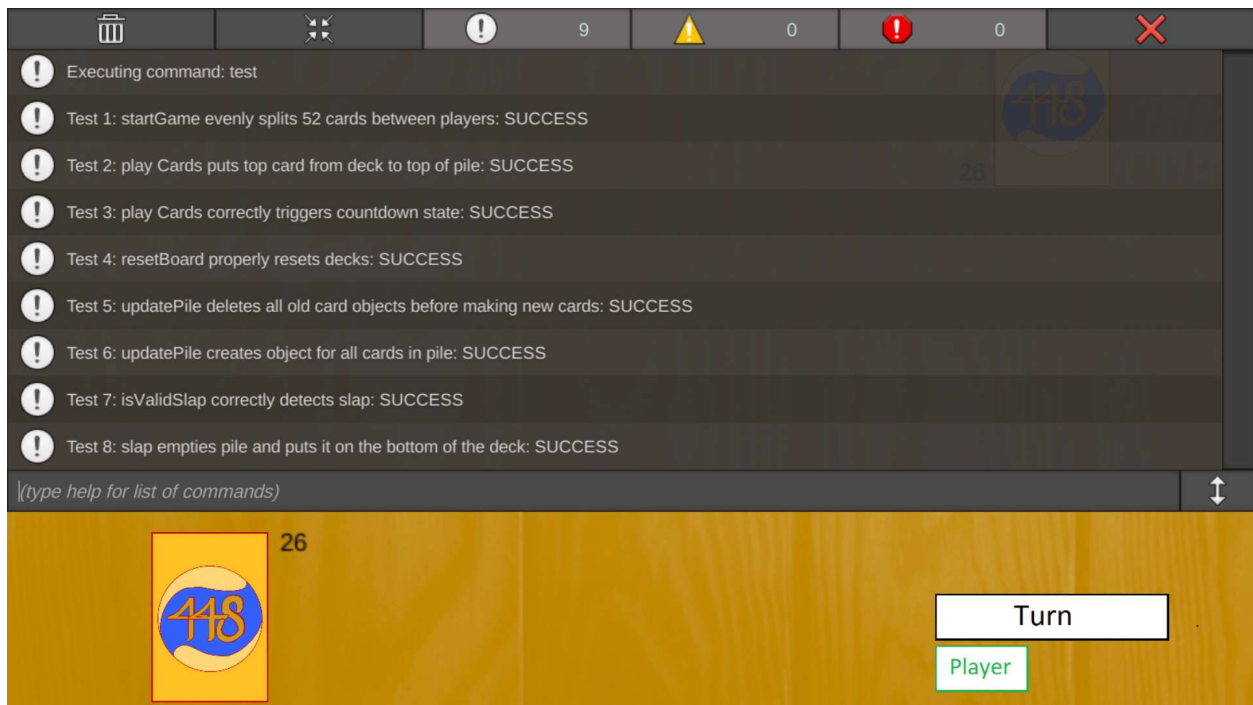 9 0 0
Executing command: test
Test 1: startGame evenly splits 52 cards between players: SUCCESS
448
Test 2: play Cards puts top card from deck to top of pile: SUCCESS
26
Test 3: play Cards correctly triggers countdown state: SUCCESS
Test 4: resetBoard properly resets decks: SUCCESS
Test 5: updatePile deletes all old card objects before making new cards: SUCCESS
Test 6: updatePile creates object for all cards in pile: SUCCESS
Test 7: isValidSlap correctly detects slap: SUCCESS
Test 8: slap empties pile and puts it on the bottom of the deck: SUCCESS
(type help for list of commands)
26
448
Turn
Player